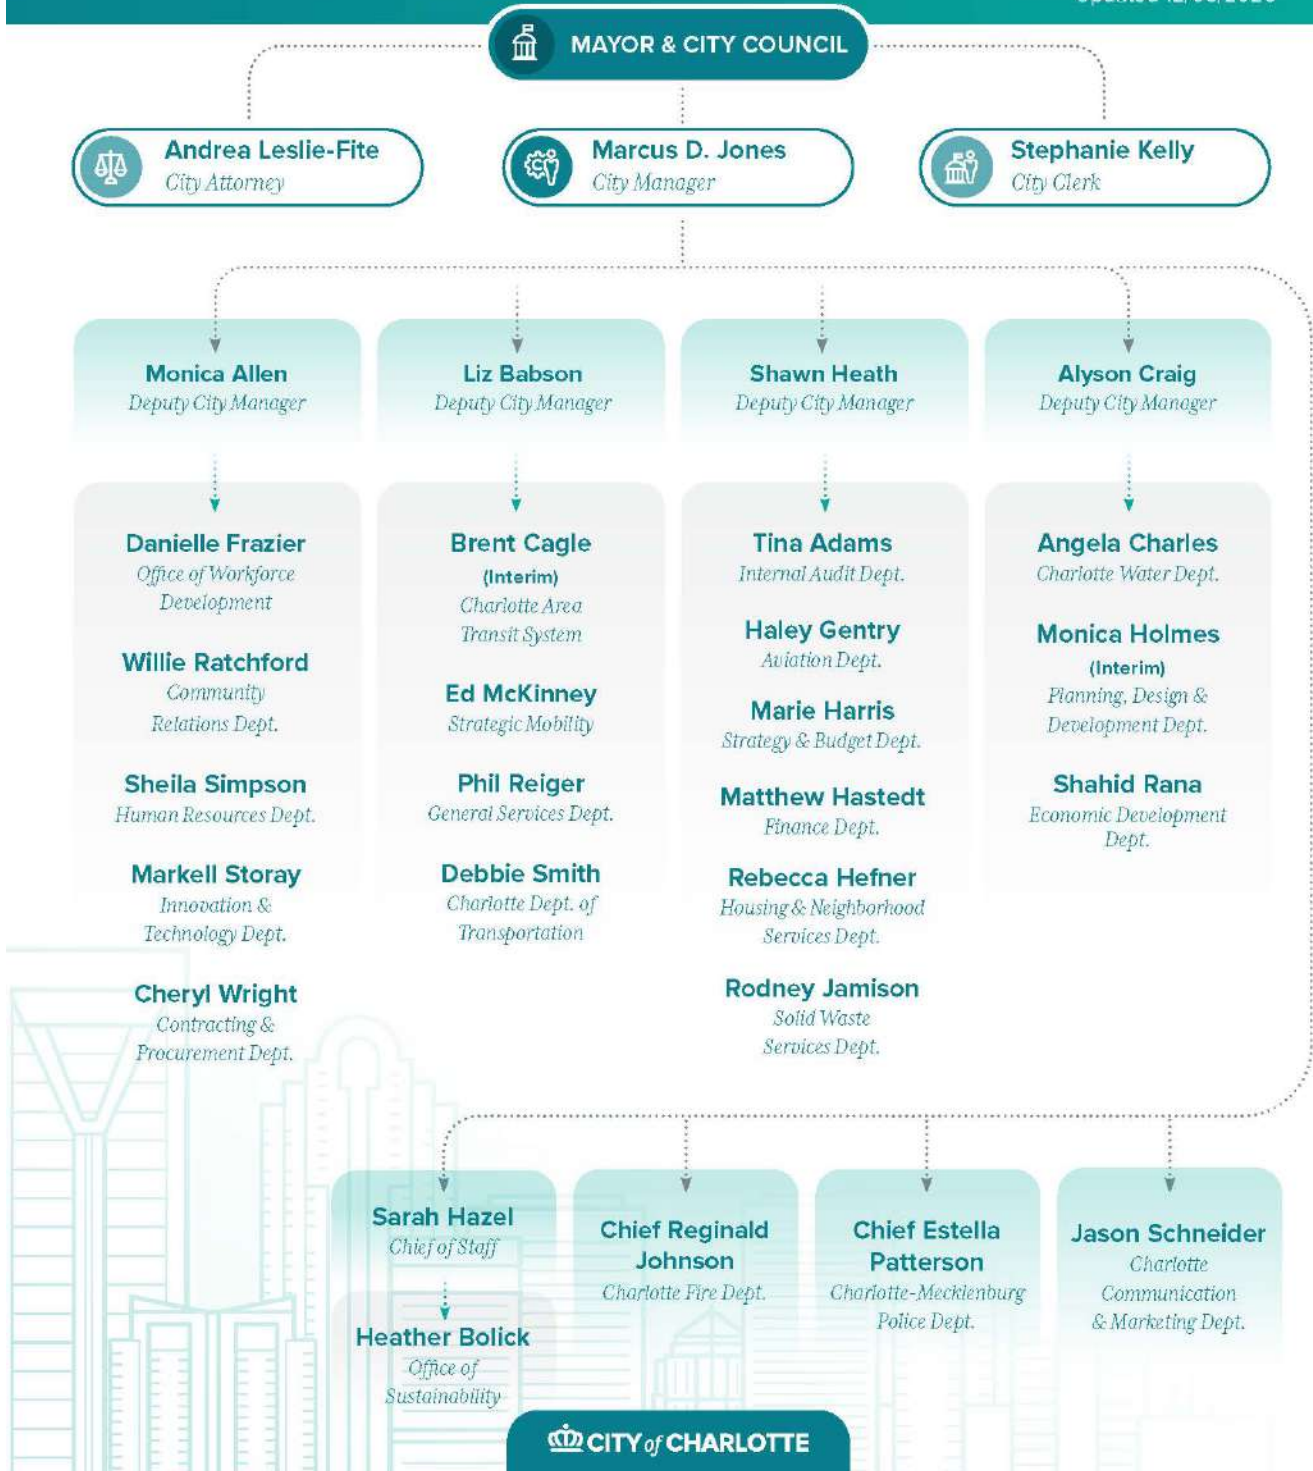 MAYOR & CITY COUNCIL
Andrea Leslie-Fite
City Attorney
Marcus D. Jones
City Manager
Stephanie Kelly
City Clerk
Monica Allen
Deputy City Manager
Liz Babson
Deputy City Manager
Shawn Heath
Deputy City Manager
Alyson Craig
Deputy City Manager
Danielle Frazier
Office of Workforce
Development
Willie Ratchford
Community
Relations Dept.
Sheila Simpson
Human Resources Dept.
Markell Storay
Innovation &
Technology Dept.
Cheryl Wright
Contracting &
Procurement Dept.
Brent Cagle
(Interim)
Charlotte Area
Transit System
Ed McKinney
Strategic Mobility
Phil Reiger
General Services Dept.
Debbie Smith
Charlotte Dept. of
Transportation
Tina Adams
Internal Audit Dept.
Haley Gentry
Aviation Dept.
Marie Harris
Strategy & Budget Dept.
Matthew Hastedt
Finance Dept.
Rebecca Hefner
Housing & Neighborhood
Services Dept.
Rodney Jamison
Solid Waste
Services Dept.
Angela Charles
Charlotte Water Dept.
Monica Holmes
(Interim)
Planning, Design &
Development Dept.
Shahid Rana
Economic Development
Dept.
Sarah Hazel
Chief of Staff
Heather Bolick
Office of
Sustainability
Chief Reginald
Johnson
Charlotte Fire Dept.
Chief Estella
Patterson
Charlotte-Mecklenburg
Police Dept.
Jason Schneider
Charlotte
Communication
& Marketing Dept.
CITY of CHARLOTTE